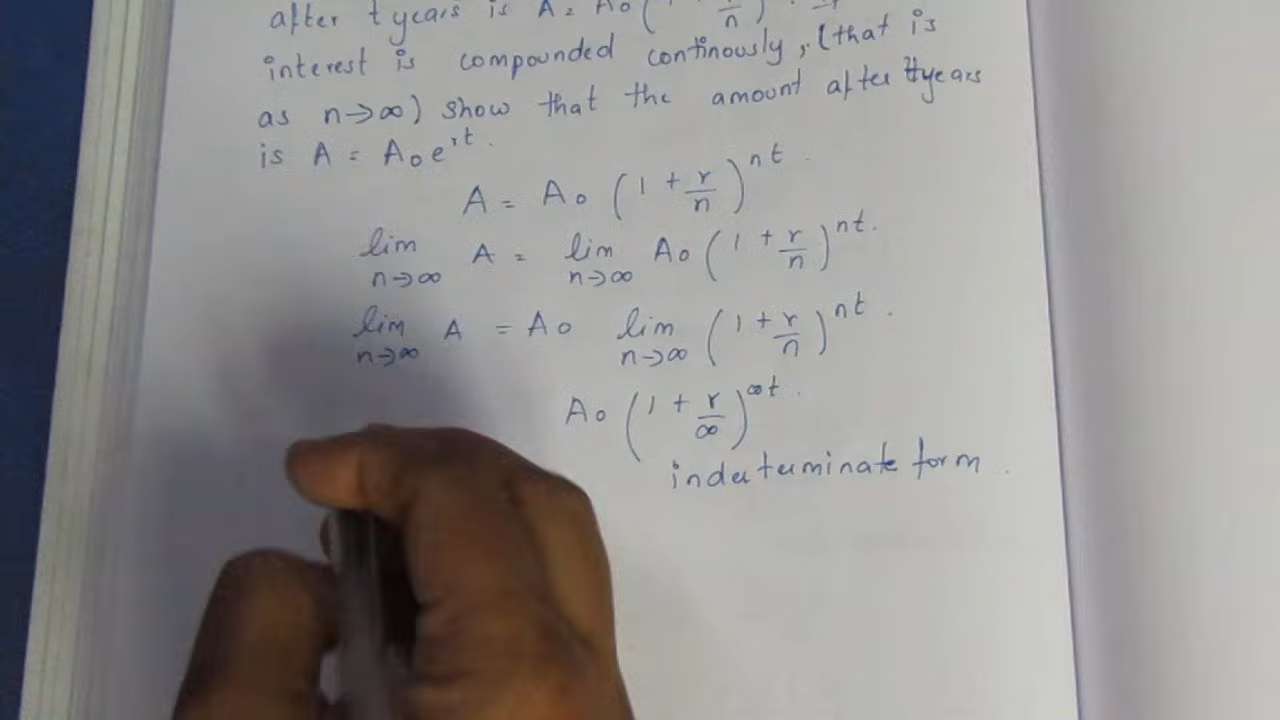 after t years is A = A₀(1 + r/n)
interest is compounded continously, (that is
as n→∞) show that the amount after t years
is A = A₀e^rt.
A = A₀ (1 + r/n)^nt.
lim n→∞ A = lim n→∞ A₀ (1 + r/n)^nt.
lim n→∞ A = A₀ lim n→∞ (1 + r/n)^nt.
A₀ (1 + r/∞)^∞t.
indeterminate form.